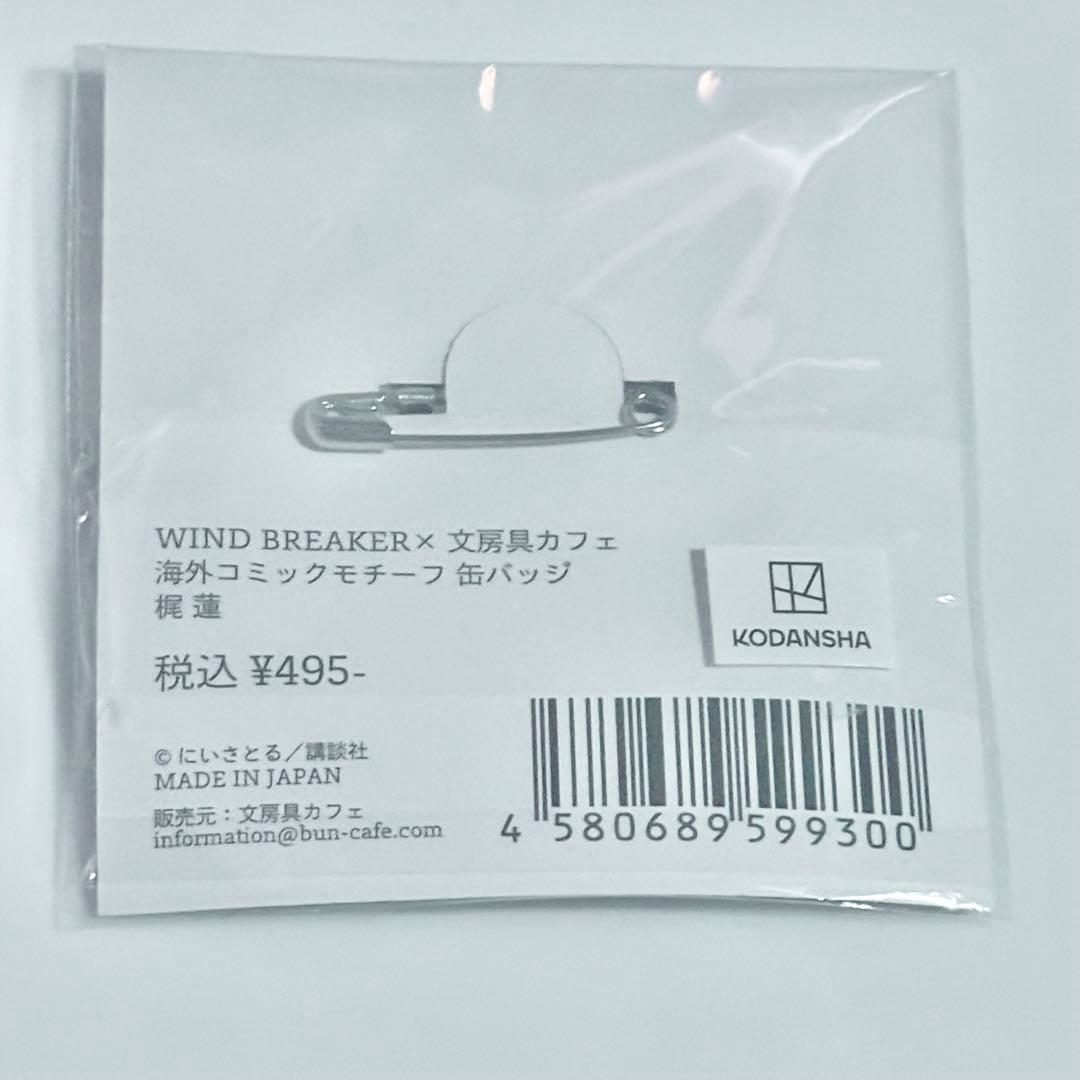 WIND BREAKER× 文房具カフェ
海外コミックモチーフ 缶バッジ
梶 蓮
税込 ¥495-
KODANSHA
© にいさとる／講談社
MADE IN JAPAN
販売元：文房具カフェ
information@bun-cafe.com
4 580689 599300